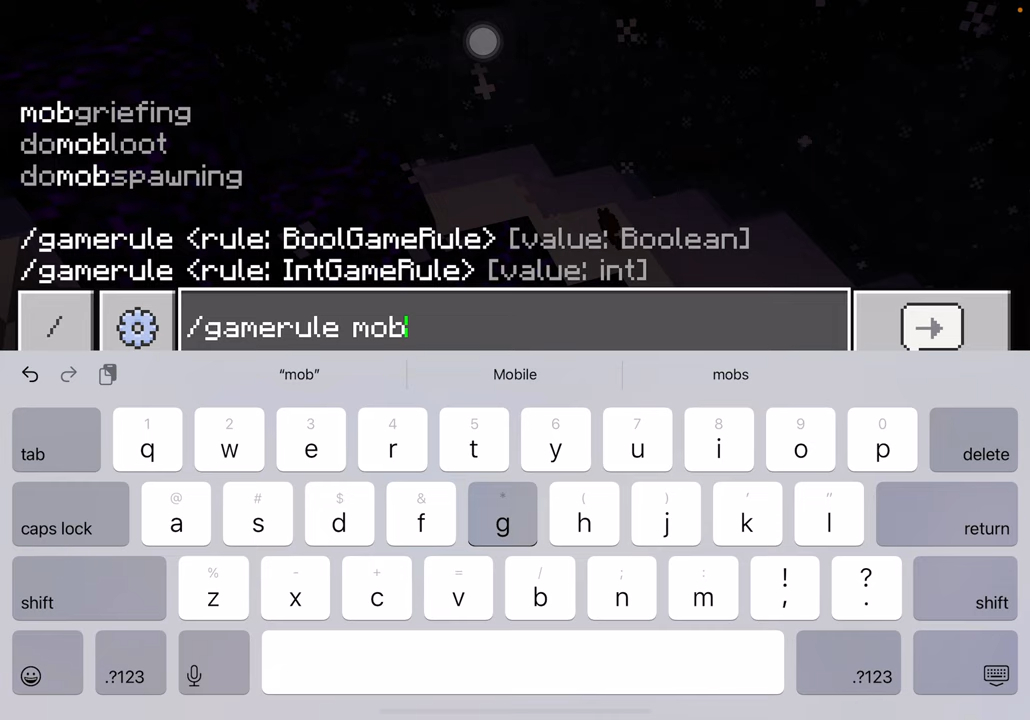 mobgriefing
domobloot
domobspawning
/gamerule <rule: BoolGameRule> [value: Boolean]
/gamerule <rule: IntGameRule> [value: int]
/ /gamerule mob
“mob” Mobile mobs
1 2 3 4 5 6 7 8 9 0
tab q w e r t y u i o p delete
@ # $ & * ( ) ' "
caps lock a s d f g h j k l return
% - + = / ; : ! ?
shift z x c v b n m , . shift
.?123 .?123